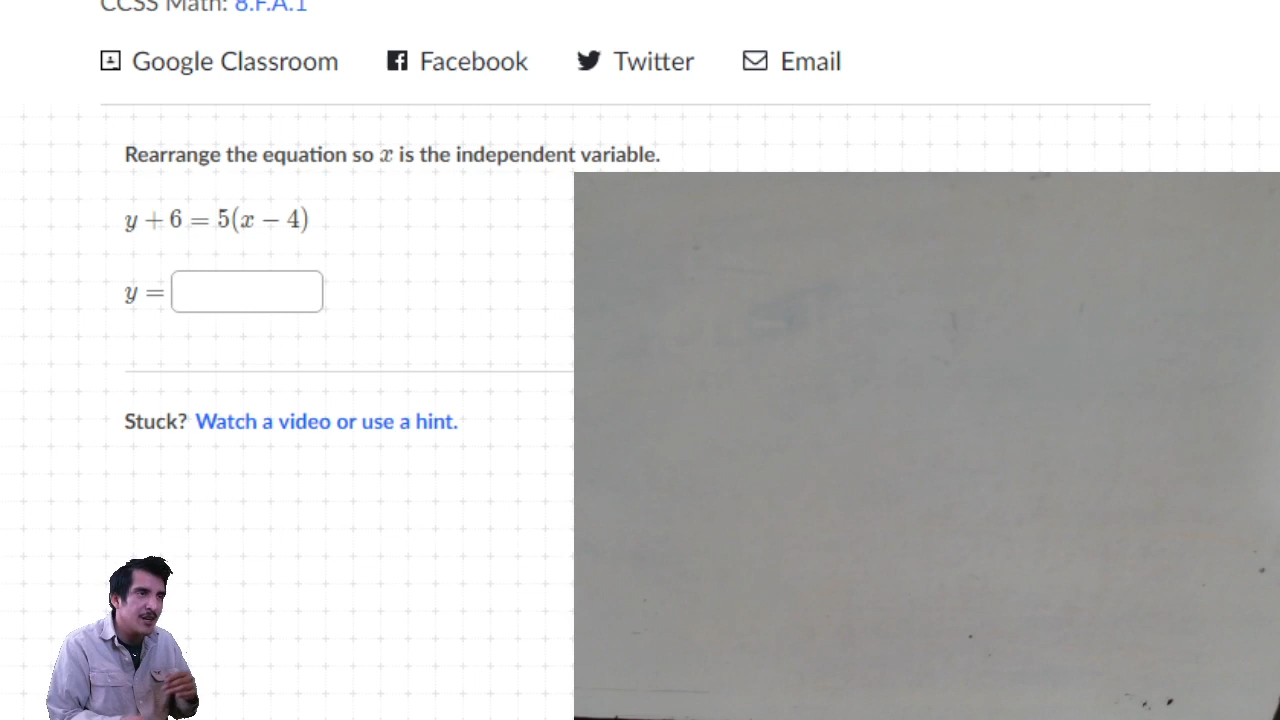 CCSS Math: 8.F.A.1
Google Classroom Facebook Twitter Email
Rearrange the equation so x is the independent variable.
y + 6 = 5(x − 4)
y =
Stuck? Watch a video or use a hint.